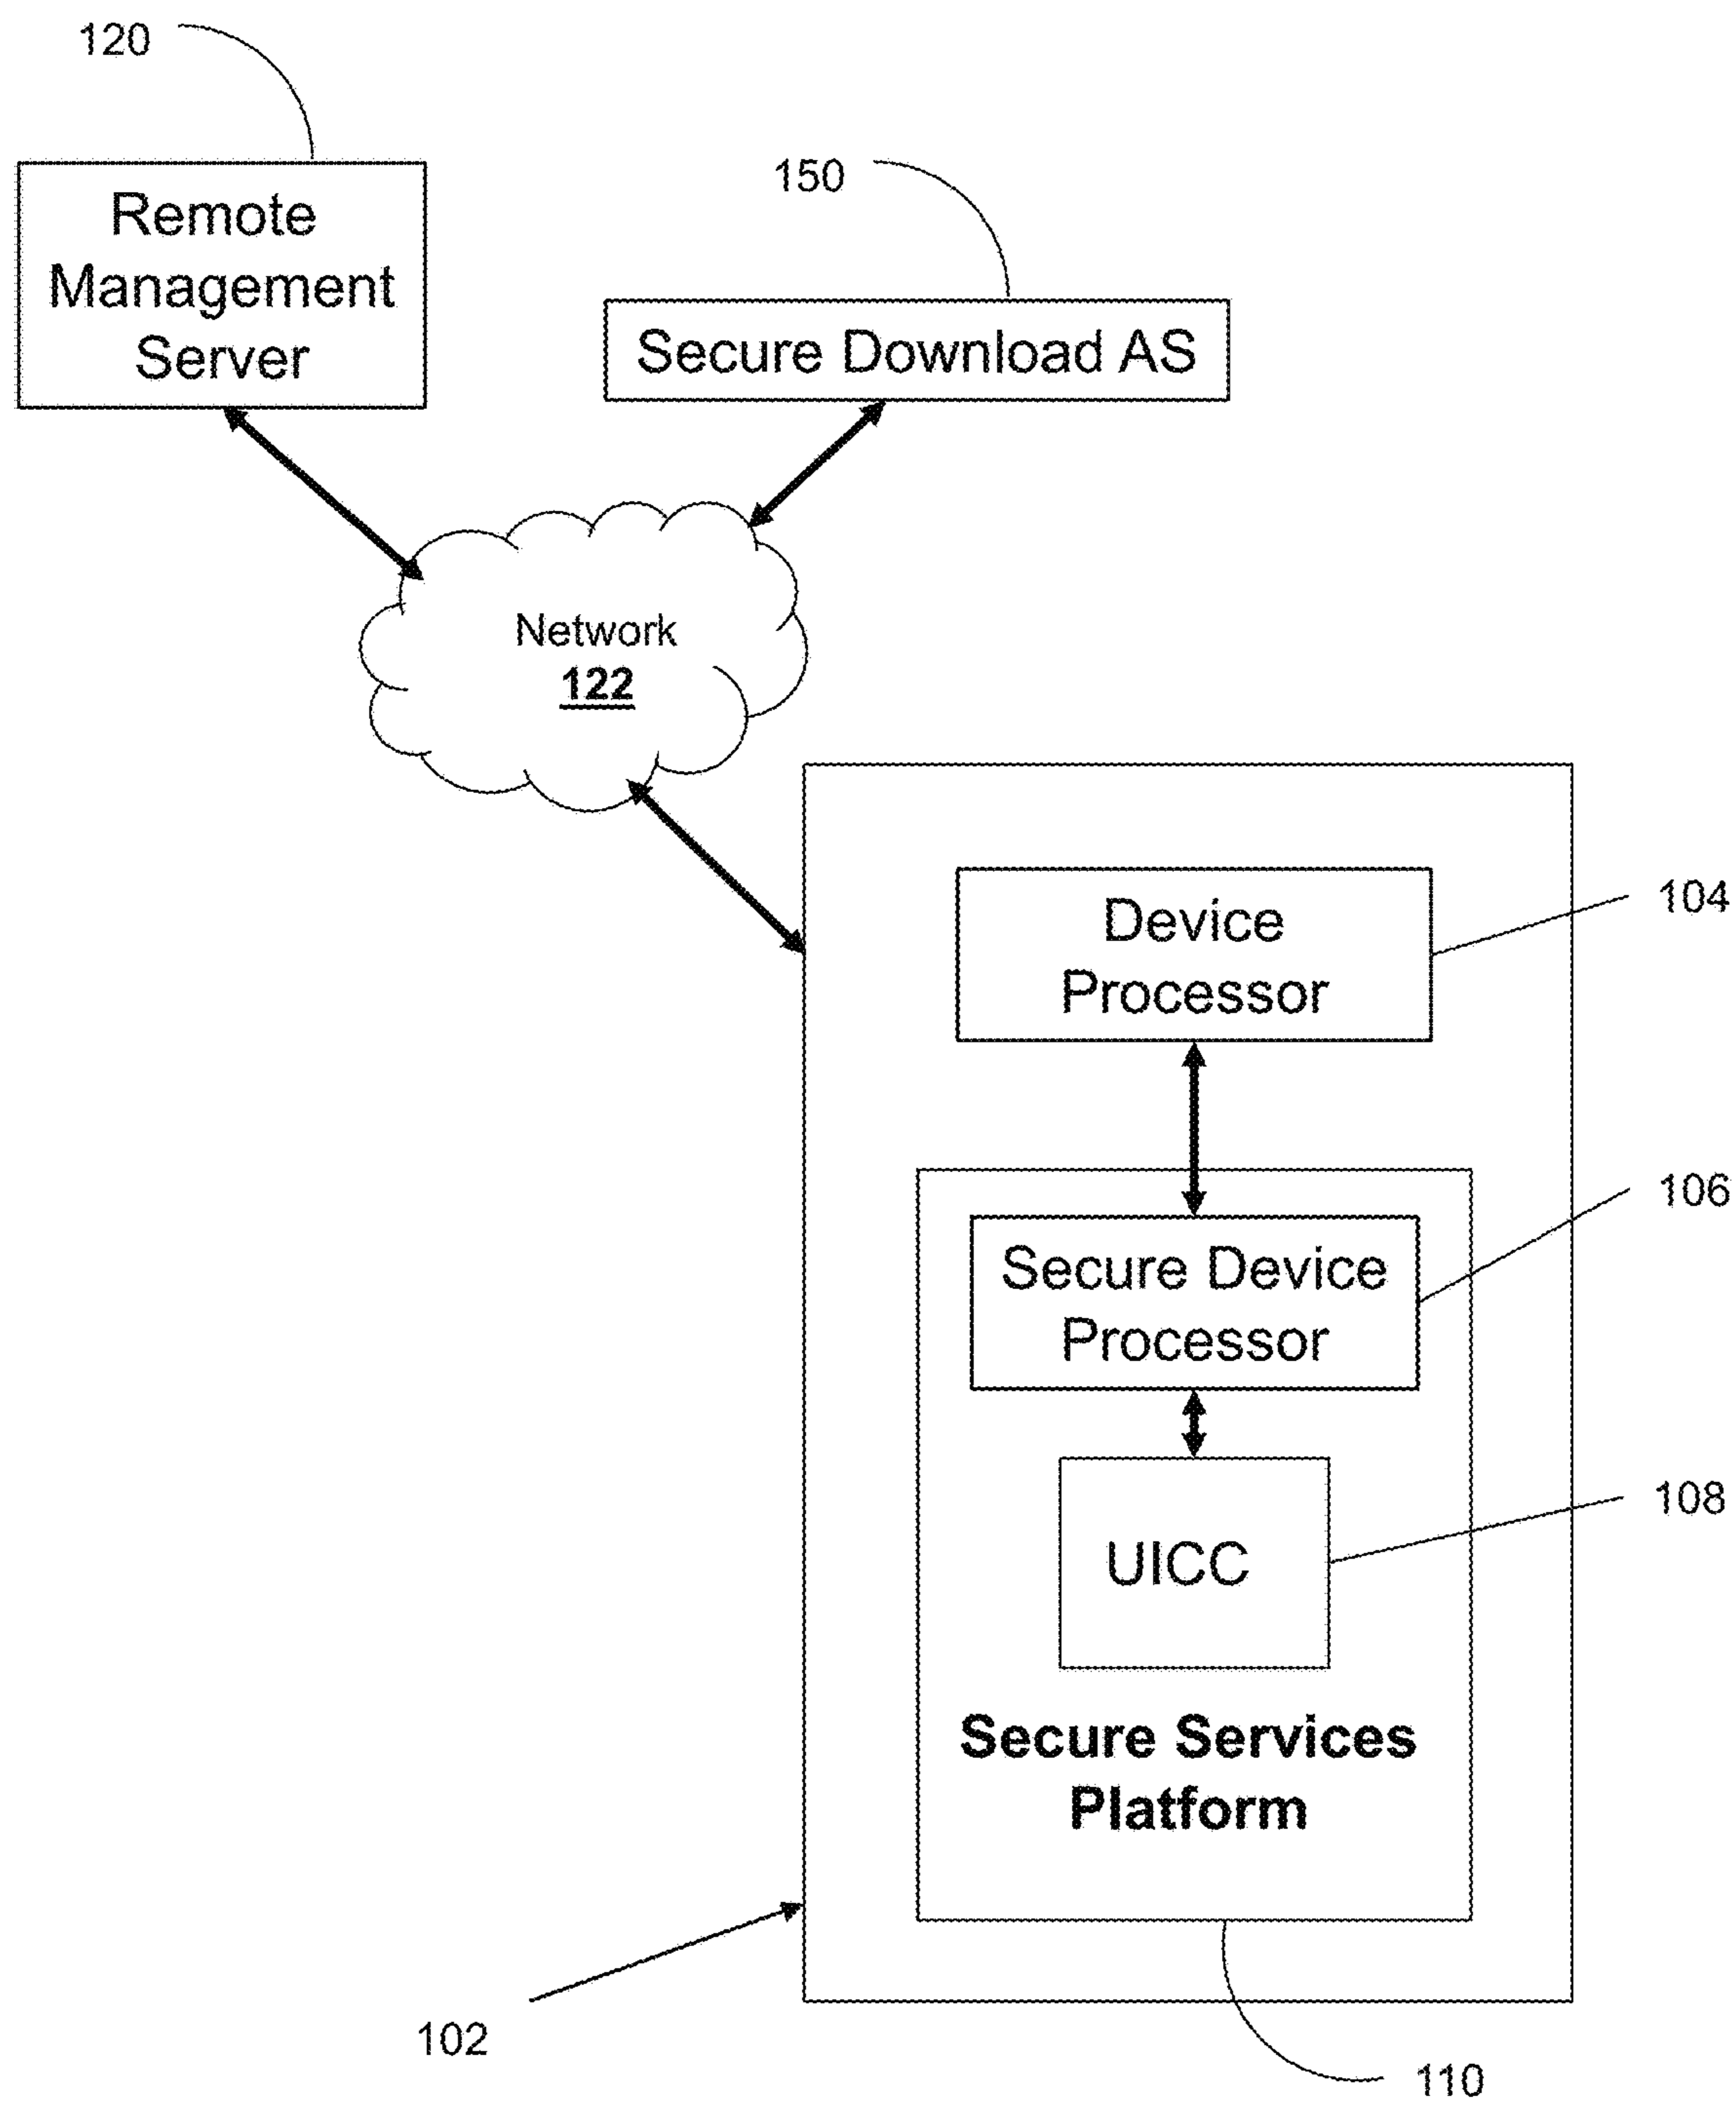 120
Remote
Management
Server
150
Secure Download AS
Network
122
Device
Processor
104
Secure Device
Processor
106
UICC
108
Secure Services
Platform
102
110